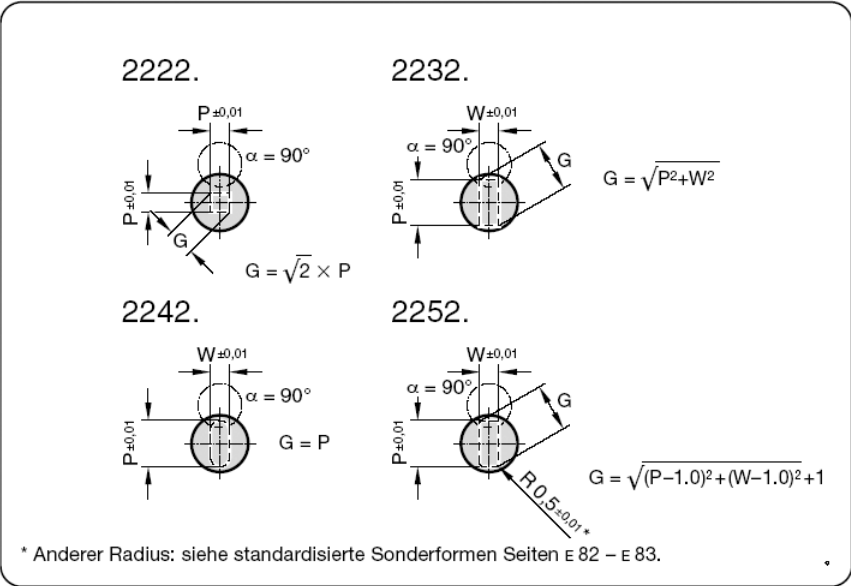 2222.
P±0,01
α = 90°
P±0,01
G
G = √2 × P
2232.
W±0,01
α = 90°
G
P±0,01
G = √P²+W²
2242.
W±0,01
α = 90°
P±0,01
G = P
2252.
W±0,01
α = 90°
G
P±0,01
R0,5±0,01*
G = √(P−1.0)²+(W−1.0)²+1
* Anderer Radius: siehe standardisierte Sonderformen Seiten E 82 – E 83.